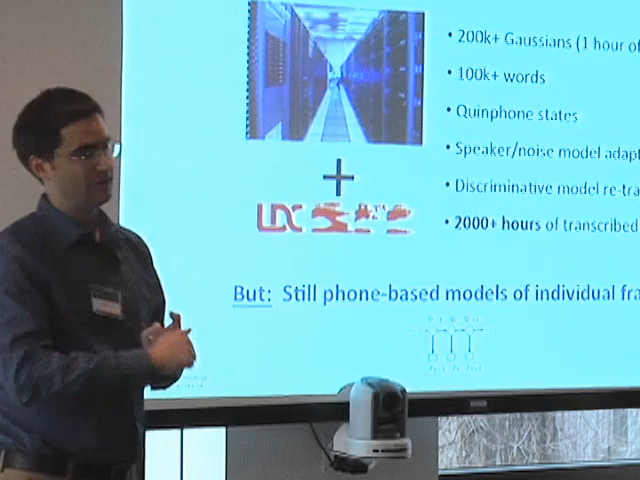 • 200k+ Gaussians (1 hour of
• 100k+ words
• Quinphone states
• Speaker/noise model adapt
• Discriminative model re-tra
+
LDC
• 2000+ hours of transcribed
But: Still phone-based models of individual fra